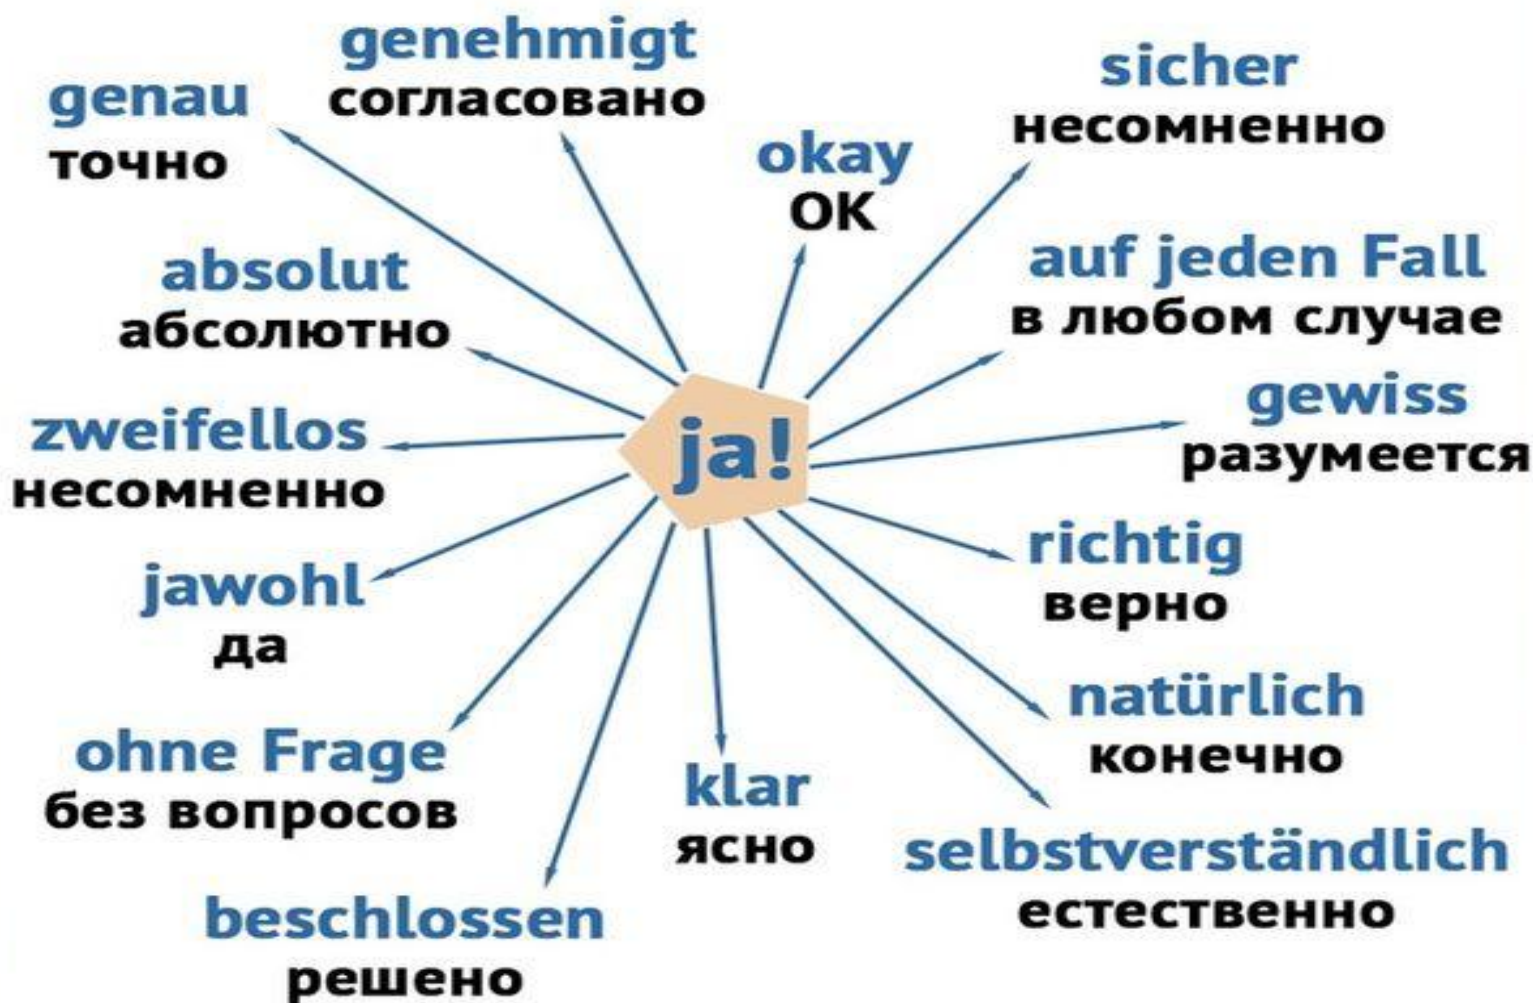 genehmigt
согласовано
genau
точно
sicher
несомненно
okay
ОК
absolut
абсолютно
auf jeden Fall
в любом случае
zweifellos
несомненно
gewiss
разумеется
ja!
jawohl
да
richtig
верно
ohne Frage
без вопросов
natürlich
конечно
klar
ясно
selbstverständlich
естественно
beschlossen
решено